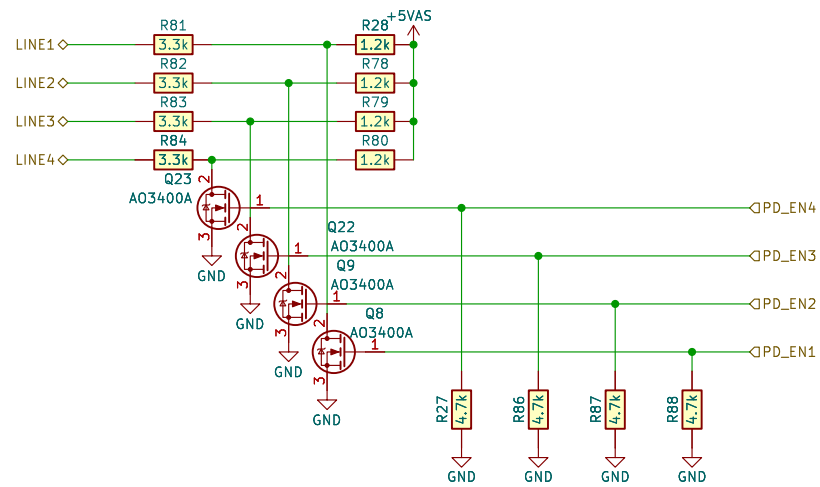 +5VAS
R81 R28
LINE1 3.3k 1.2k
R82 R78
LINE2 3.3k 1.2k
R83 R79
LINE3 3.3k 1.2k
R84 R80
LINE4 3.3k 1.2k
Q23 2
AO3400A 1 PD_EN4
3 2 Q22
GND AO3400A
1 PD_EN3
Q9
3 2 AO3400A
GND 1 PD_EN2
Q8
3 2 AO3400A
GND 1 PD_EN1
3
GND
R27 4.7k R86 4.7k R87 4.7k R88 4.7k
GND GND GND GND